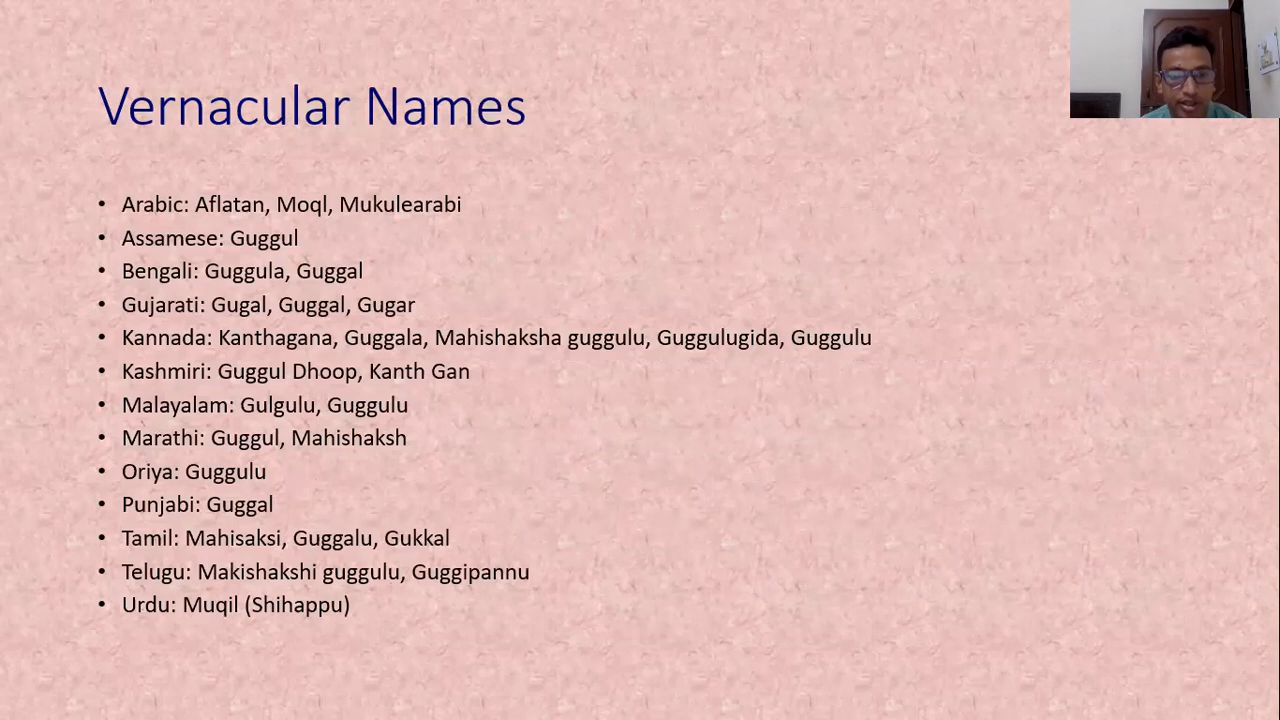 Vernacular Names
• Arabic: Aflatan, Moql, Mukulearabi
• Assamese: Guggul
• Bengali: Guggula, Guggal
• Gujarati: Gugal, Guggal, Gugar
• Kannada: Kanthagana, Guggala, Mahishaksha guggulu, Guggulugida, Guggulu
• Kashmiri: Guggul Dhoop, Kanth Gan
• Malayalam: Gulgulu, Guggulu
• Marathi: Guggul, Mahishaksh
• Oriya: Guggulu
• Punjabi: Guggal
• Tamil: Mahisaksi, Guggalu, Gukkal
• Telugu: Makishakshi guggulu, Guggipannu
• Urdu: Muqil (Shihappu)